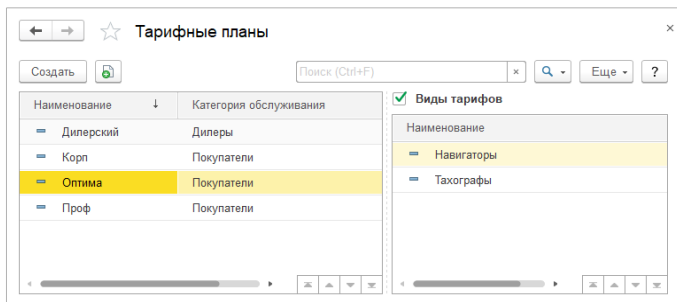 Тарифные планы
Создать
Поиск (Ctrl+F)
Еще
?
Наименование
Категория обслуживания
Дилерский
Дилеры
Корп
Покупатели
Оптима
Покупатели
Проф
Покупатели
Виды тарифов
Наименование
Навигаторы
Тахографы